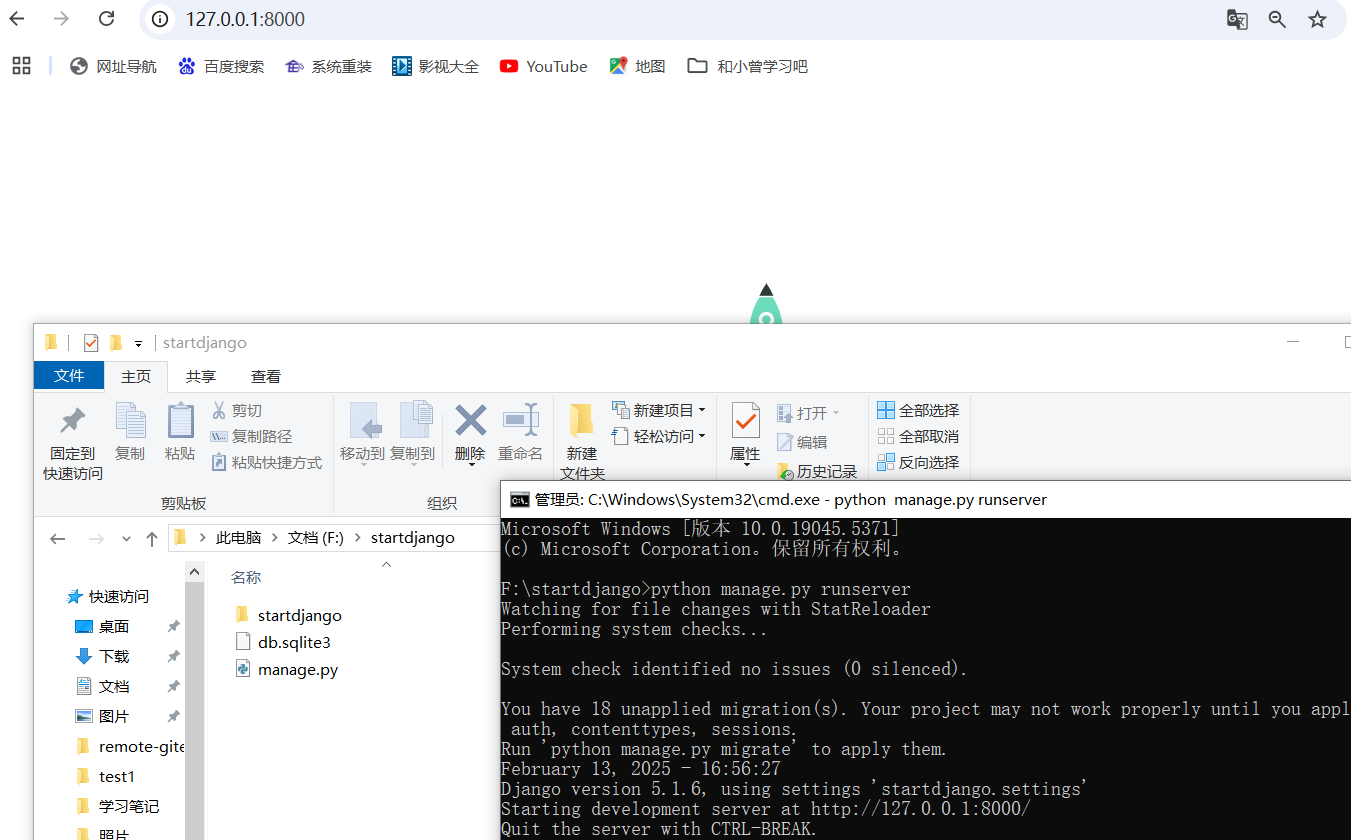 127.0.0.1:8000
网址导航 百度搜索 系统重装 影视大全 YouTube 地图 和小曾学习吧
startdjango
文件 主页 共享 查看
固定到快速访问
复制
粘贴
剪切
复制路径
粘贴快捷方式
剪贴板
移动到
复制到
删除
重命名
组织
新建文件夹
新建项目
轻松访问
属性
打开
编辑
历史记录
全部选择
全部取消
反向选择
此电脑 文档 (F:) startdjango
快速访问
桌面
下载
文档
图片
remote-gite
test1
学习笔记
照片
名称
startdjango
db.sqlite3
manage.py
管理员: C:\Windows\System32\cmd.exe - python  manage.py runserver
Microsoft Windows [版本 10.0.19045.5371]
(c) Microsoft Corporation。保留所有权利。
F:\startdjango>python manage.py runserver
Watching for file changes with StatReloader
Performing system checks...
System check identified no issues (0 silenced).
You have 18 unapplied migration(s). Your project may not work properly until you appl
auth, contenttypes, sessions.
Run 'python manage.py migrate' to apply them.
February 13, 2025 - 16:56:27
Django version 5.1.6, using settings 'startdjango.settings'
Starting development server at http://127.0.0.1:8000/
Quit the server with CTRL-BREAK.